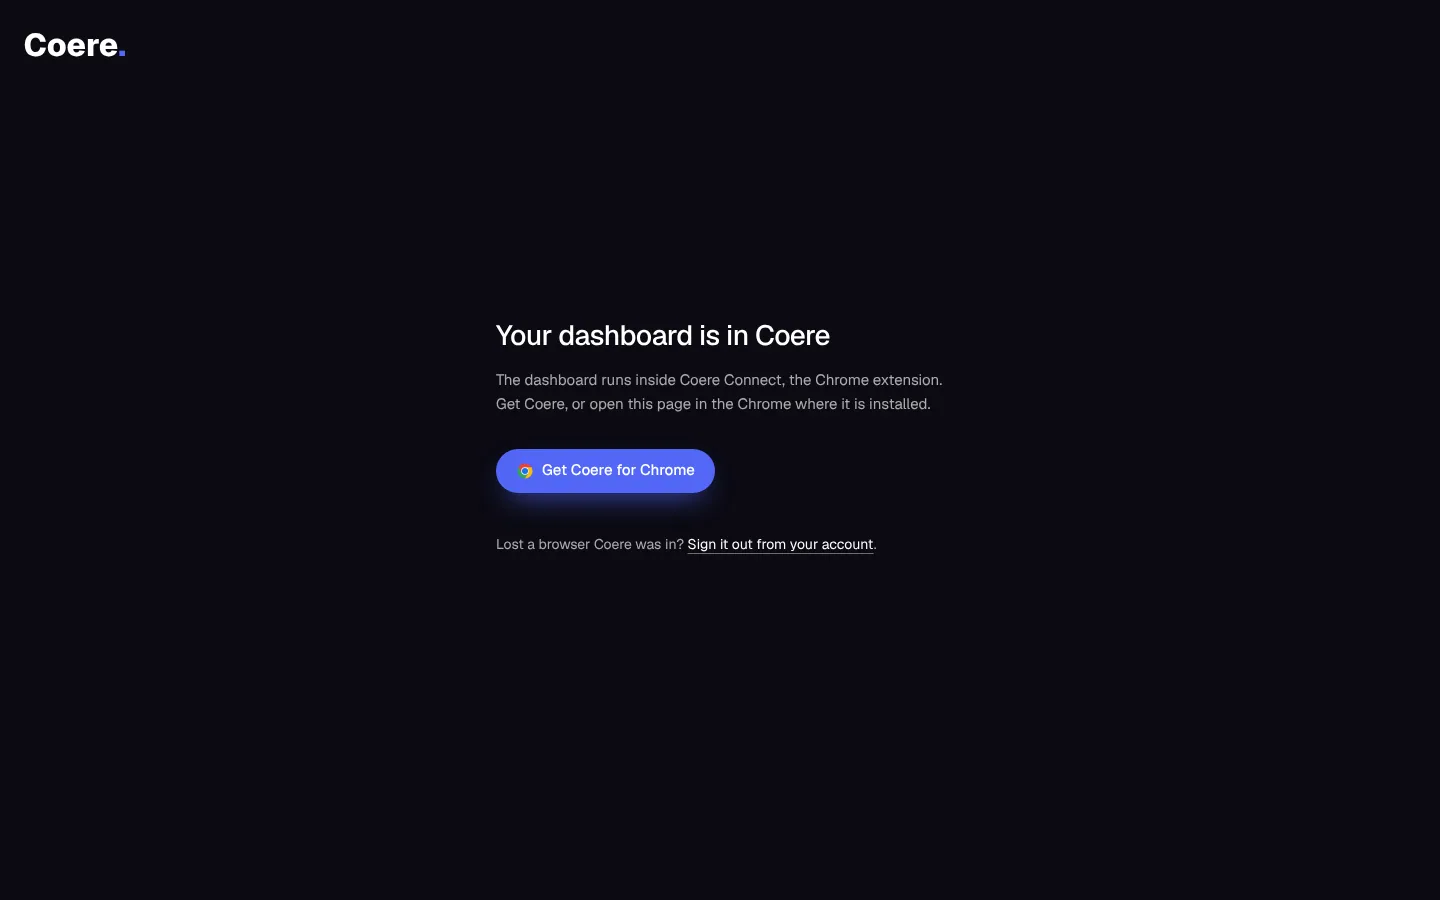 Coere.
Your dashboard is in Coere
The dashboard runs inside Coere Connect, the Chrome extension.
Get Coere, or open this page in the Chrome where it is installed.
Get Coere for Chrome
Lost a browser Coere was in? Sign it out from your account.